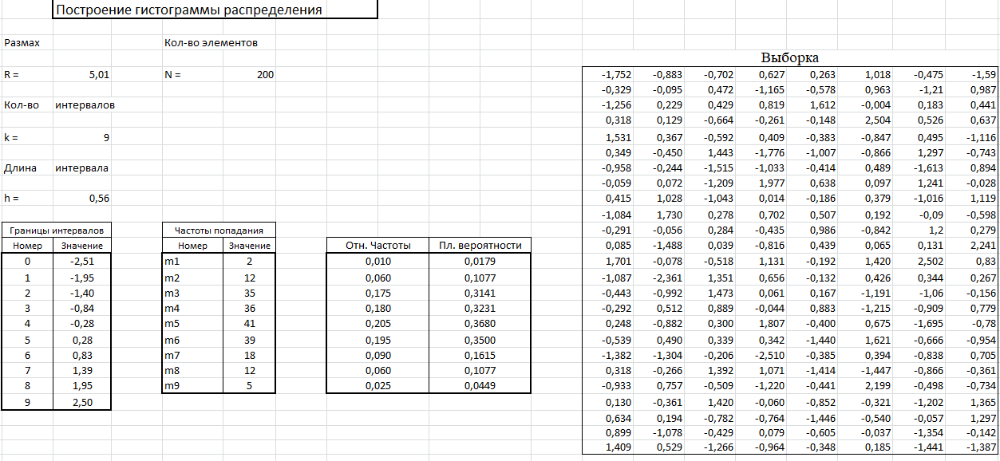 Построение гистограммы распределения
Размах Кол-во элементов
Выборка
R = 5,01 N = 200 -1,752 -0,883 -0,702 0,627 0,263 1,018 -0,475 -1,59
-0,329 -0,095 0,472 -1,165 -0,578 0,963 -1,21 0,987
Кол-во интервалов -1,256 0,229 0,429 0,819 1,612 -0,004 0,183 0,441
0,318 0,129 -0,664 -0,261 -0,148 2,504 0,526 0,637
k = 9 1,531 0,367 -0,592 0,409 -0,383 -0,847 0,495 -1,116
0,349 -0,450 1,443 -1,776 -1,007 -0,866 1,297 -0,743
Длина интервала -0,958 -0,244 -1,515 -1,033 -0,414 0,489 -1,613 0,894
-0,059 0,072 -1,209 1,977 0,638 0,097 1,241 -0,028
h = 0,56 0,415 1,028 -1,043 0,014 -0,186 0,379 -1,016 1,119
-1,084 1,730 0,278 0,702 0,507 0,192 -0,09 -0,598
Границы интервалов Частоты попадания -0,291 -0,056 0,284 -0,435 0,986 -0,842 1,2 0,279
Номер Значение Номер Значение Отн. Частоты Пл. вероятности 0,085 -1,488 0,039 -0,816 0,439 0,065 0,131 2,241
0 -2,51 m1 2 0,010 0,0179 1,701 -0,078 -0,518 1,131 -0,192 1,420 2,502 0,83
1 -1,95 m2 12 0,060 0,1077 -1,087 -2,361 1,351 0,656 -0,132 0,426 0,344 0,267
2 -1,40 m3 35 0,175 0,3141 -0,443 -0,992 1,473 0,061 0,167 -1,191 -1,06 -0,156
3 -0,84 m4 36 0,180 0,3231 -0,292 0,512 0,889 -0,044 0,883 -1,215 -0,909 0,779
4 -0,28 m5 41 0,205 0,3680 0,248 -0,882 0,300 1,807 -0,400 0,675 -1,695 -0,78
5 0,28 m6 39 0,195 0,3500 -0,539 0,490 0,339 0,342 -1,440 1,621 -0,666 -0,954
6 0,83 m7 18 0,090 0,1615 -1,382 -1,304 -0,206 -2,510 -0,385 0,394 -0,838 0,705
7 1,39 m8 12 0,060 0,1077 0,318 -0,266 1,392 1,071 -1,414 -1,447 -0,866 -0,361
8 1,95 m9 5 0,025 0,0449 -0,933 0,757 -0,509 -1,220 -0,441 2,199 -0,498 -0,734
9 2,50 0,130 -0,361 1,420 -0,060 -0,852 -0,321 -1,202 1,365
0,634 0,194 -0,782 -0,764 -1,446 -0,540 -0,057 1,297
0,899 -1,078 -0,429 0,079 -0,605 -0,037 -1,354 -0,142
1,409 0,529 -1,266 -0,964 -0,348 0,185 -1,441 -1,387